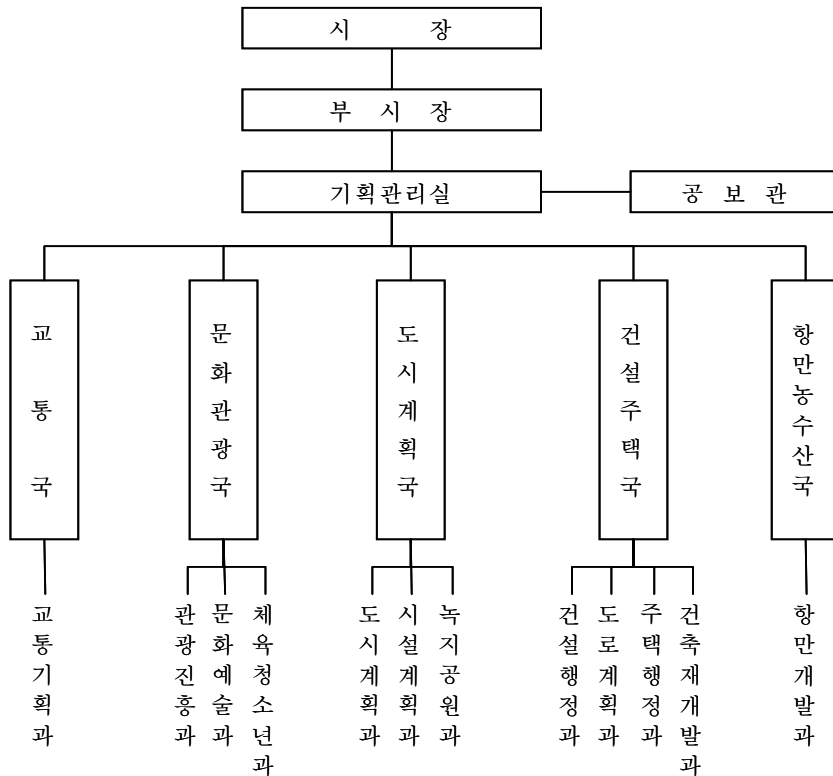 시 장
부 시 장
기획관리실
공 보 관
교 통 국
문화관광국
도시계획국
건설주택국
항만농수산국
교통기획과
관광진흥과
문화예술과
체육청소년과
도시계획과
시설계획과
녹지공원과
건설행정과
도로계획과
주택행정과
건축재개발과
항만개발과